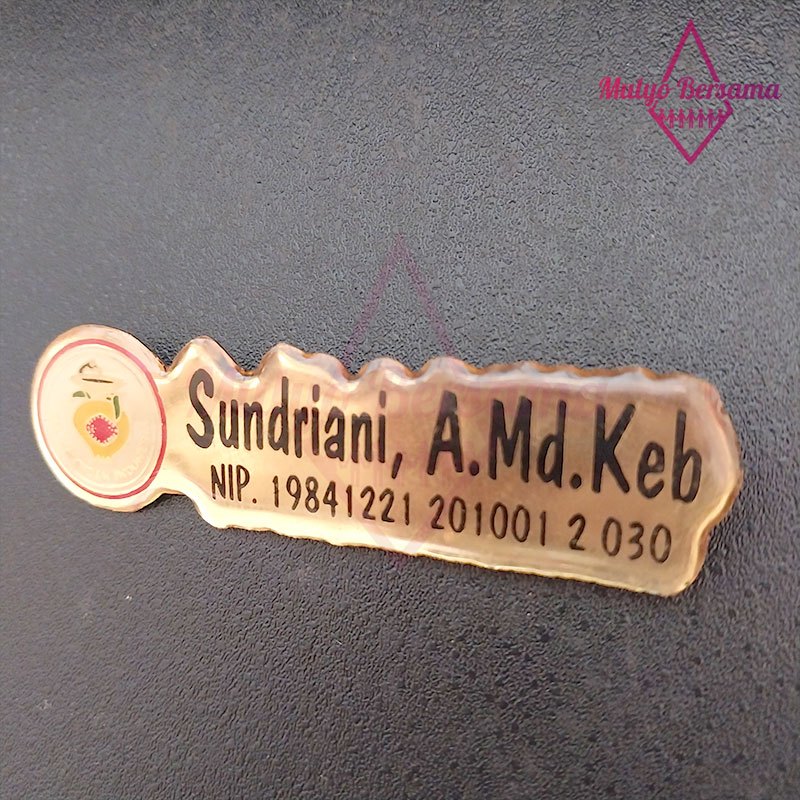 Mulyo Bersama
Sundriani, A.Md.Keb
NIP. 19841221 201001 2 030